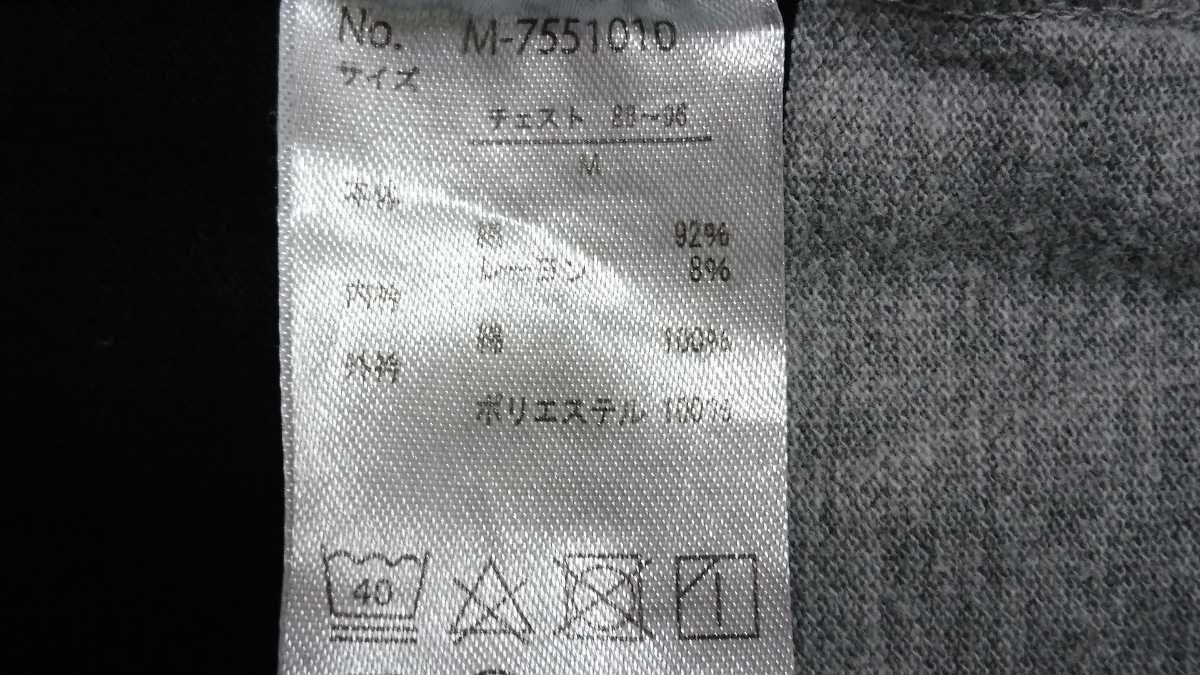 No. M-7551010
サイズ
チェスト 88～96
M
本体
綿 92%
レーヨン 8%
内衿
綿 100%
外衿
ポリエステル 100%
40